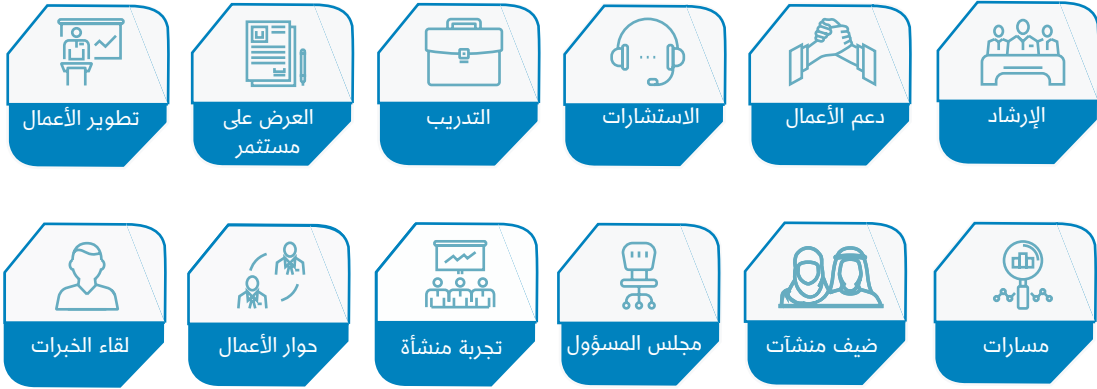 الإرشاد
دعم الأعمال
الاستشارات
التدريب
العرض على
مستثمر
تطوير الأعمال
مسارات
ضيف منشآت
مجلس المسؤول
تجربة منشأة
حوار الأعمال
لقاء الخبرات